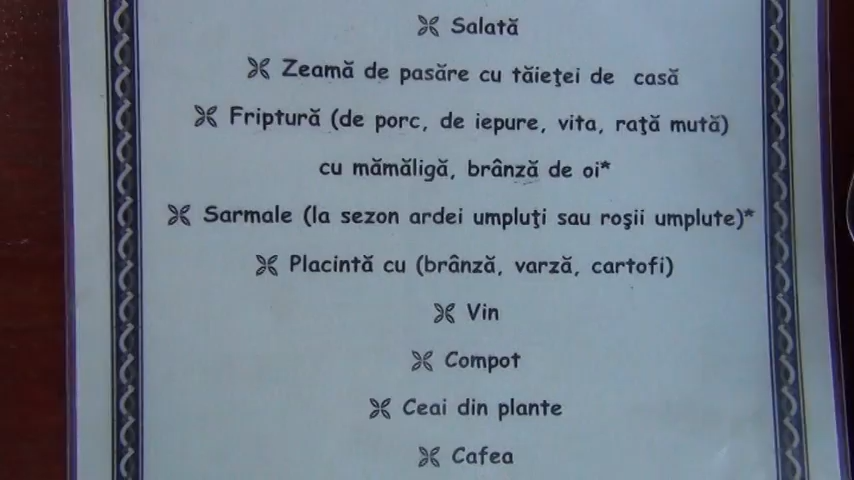 Salată
Zeamă de pasăre cu tăieţei de casă
Friptură (de porc, de iepure, vita, raţă mută)
cu mămăligă, brânză de oi*
Sarmale (la sezon ardei umpluţi sau roşii umplute)*
Placintă cu (brânză, varză, cartofi)
Vin
Compot
Ceai din plante
Cafea